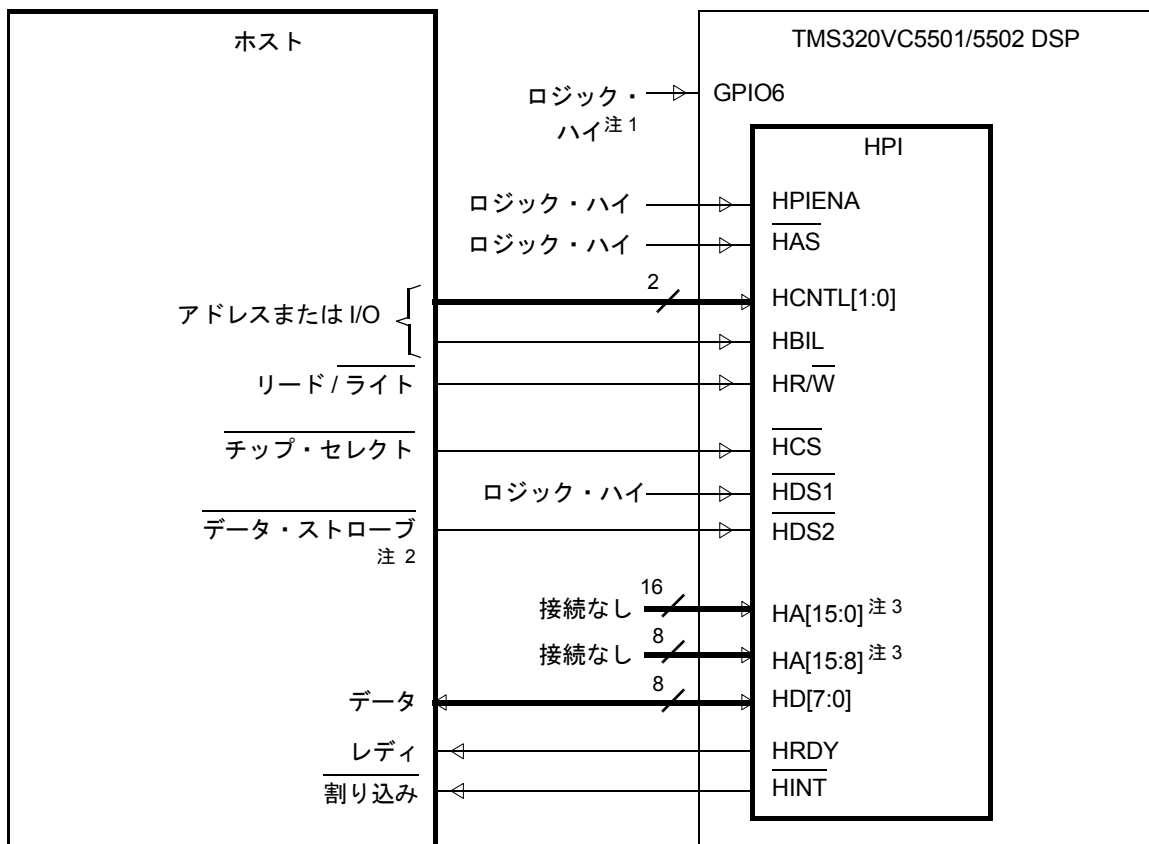 ホスト
TMS320VC5501/5502 DSP
ロジック・
ハイ注 1
GPIO6
HPI
ロジック・ハイ
HPIENA
ロジック・ハイ
HAS
2
HCNTL[1:0]
アドレスまたは I/O
HBIL
リード / ライト
HR/W
チップ・セレクト
HCS
ロジック・ハイ
HDS1
データ・ストローブ
注 2
HDS2
16
接続なし
HA[15:0] 注 3
8
接続なし
HA[15:8] 注 3
8
データ
HD[7:0]
レディ
HRDY
割り込み
HINT